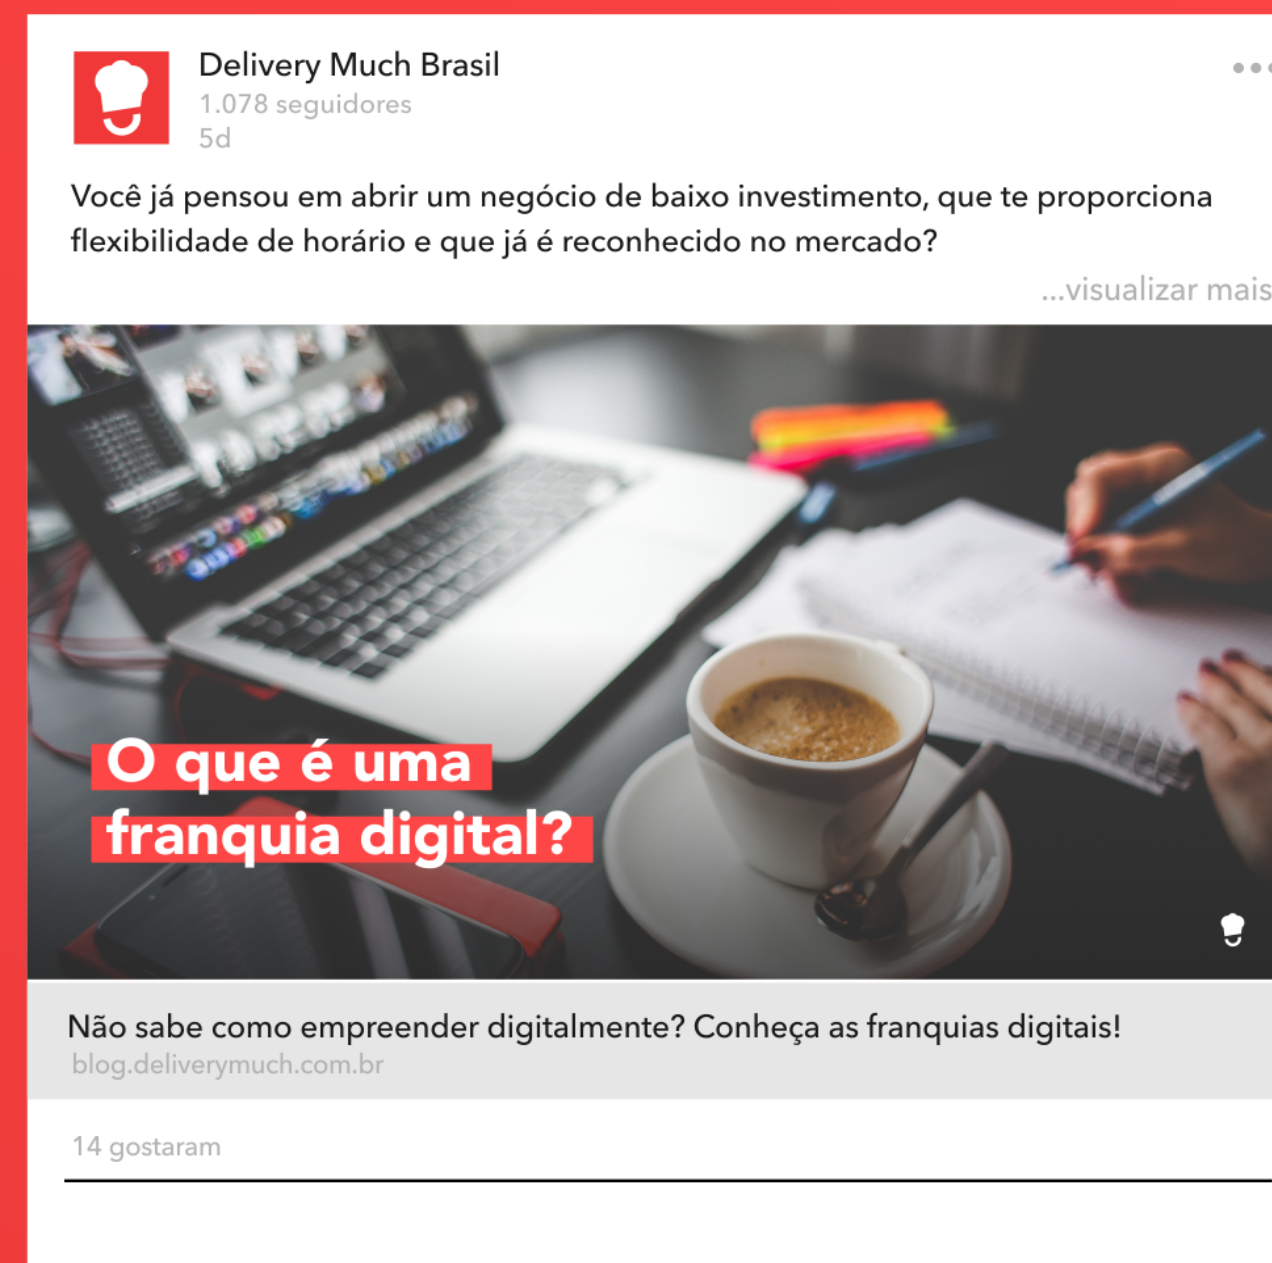 Delivery Much Brasil
1.078 seguidores
5d
Você já pensou em abrir um negócio de baixo investimento, que te proporciona
flexibilidade de horário e que já é reconhecido no mercado?
...visualizar mais
O que é uma
franquia digital?
Não sabe como empreender digitalmente? Conheça as franquias digitais!
blog.deliverymuch.com.br
14 gostaram